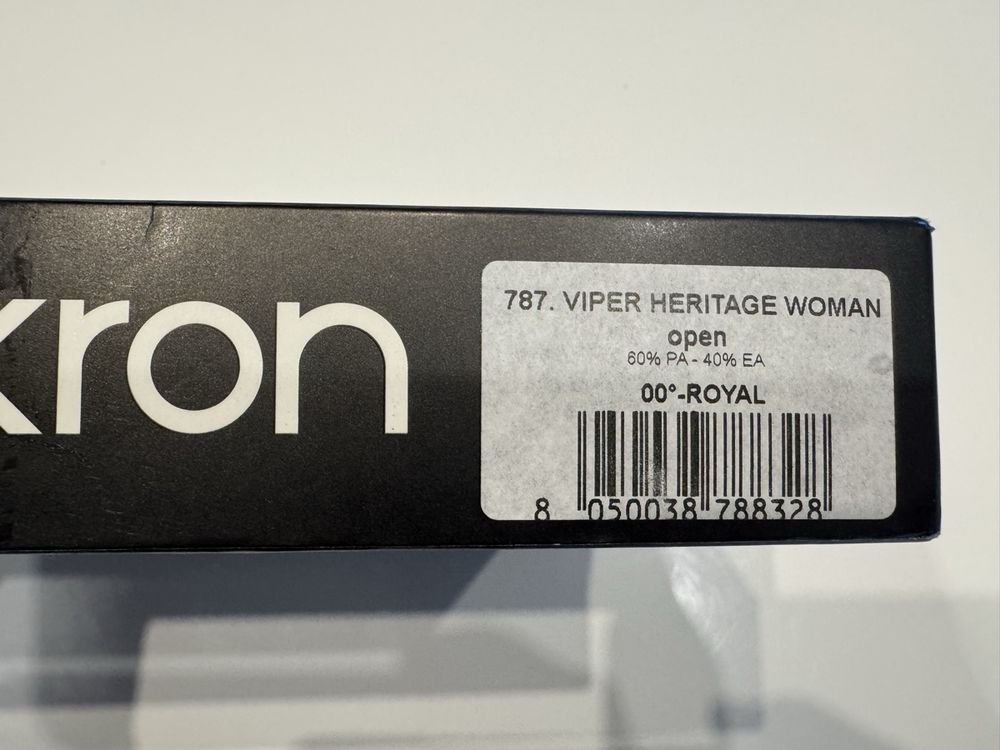 kron
787. VIPER HERITAGE WOMAN
open
60% PA - 40% EA
00°-ROYAL
8 050038 788328